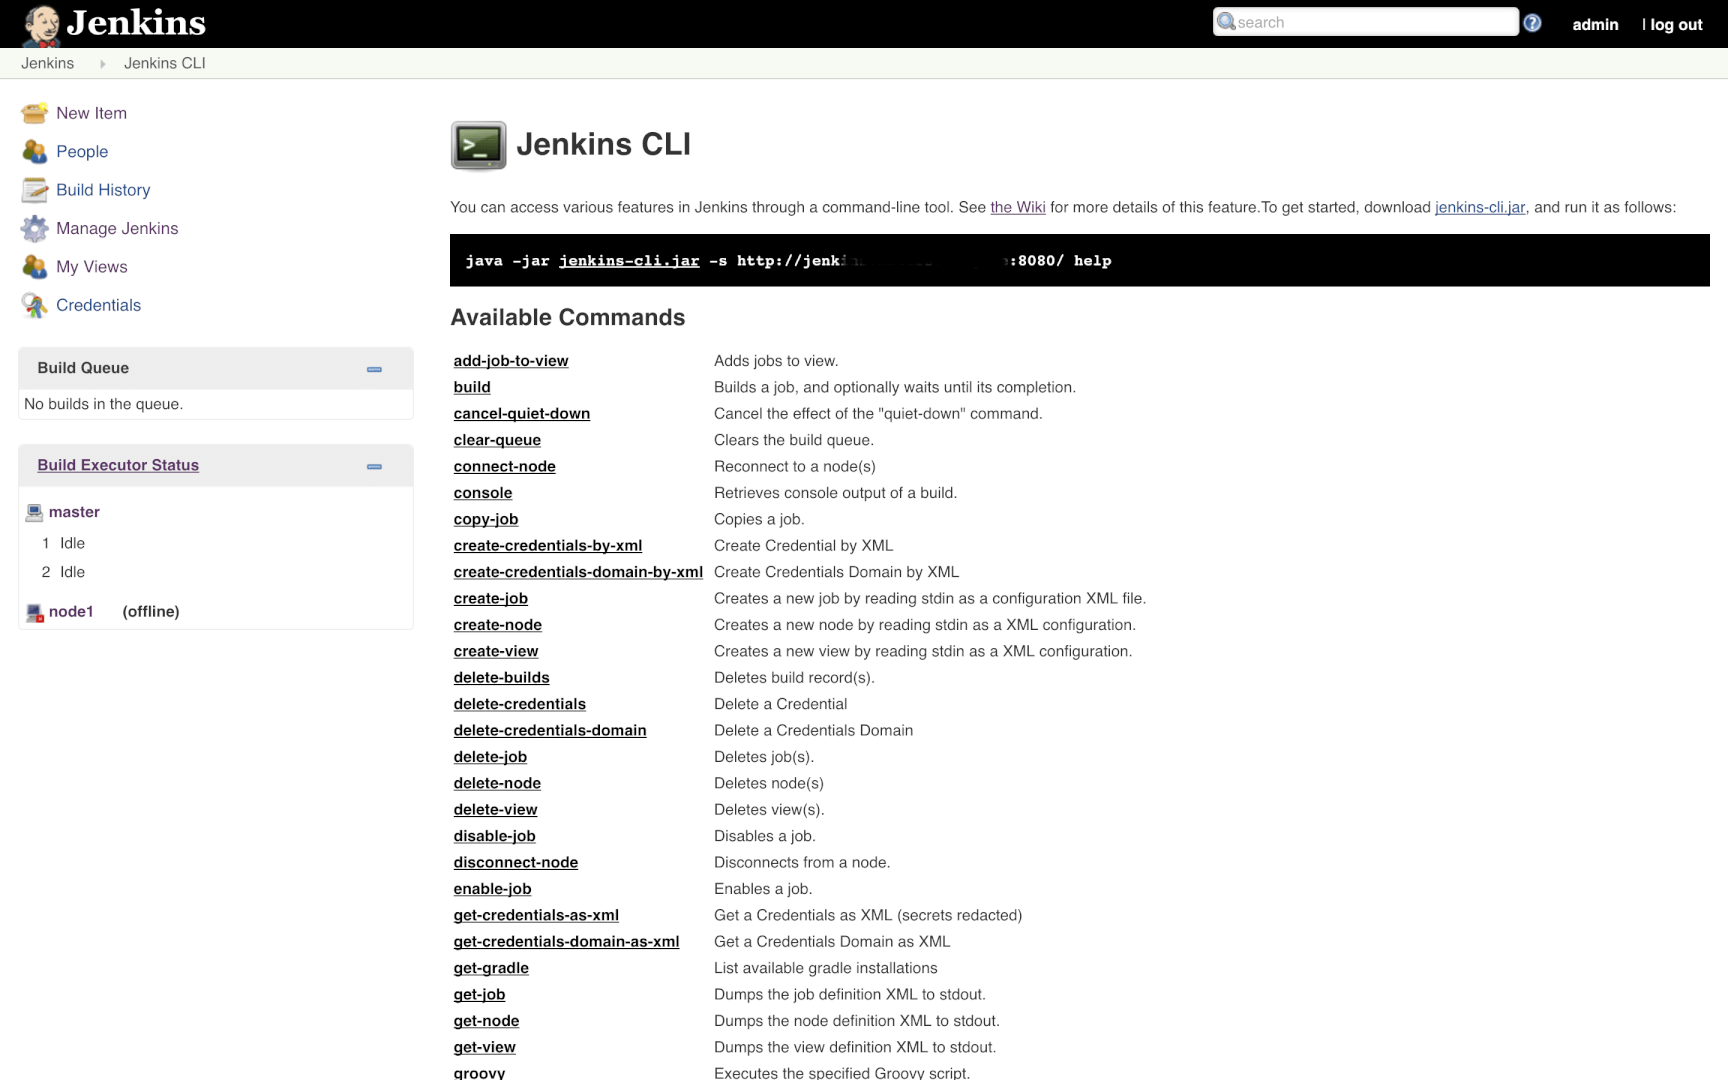 Jenkins
search
admin
| log out
Jenkins
Jenkins CLI
New Item
People
Build History
Manage Jenkins
My Views
Credentials
Build Queue
No builds in the queue.
Build Executor Status
master
1 Idle
2 Idle
node1 (offline)
Jenkins CLI
You can access various features in Jenkins through a command-line tool. See the Wiki for more details of this feature.To get started, download jenkins-cli.jar, and run it as follows:
java -jar jenkins-cli.jar -s http://jenki :8080/ help
Available Commands
add-job-to-view Adds jobs to view.
build Builds a job, and optionally waits until its completion.
cancel-quiet-down Cancel the effect of the "quiet-down" command.
clear-queue Clears the build queue.
connect-node Reconnect to a node(s)
console Retrieves console output of a build.
copy-job Copies a job.
create-credentials-by-xml Create Credential by XML
create-credentials-domain-by-xml Create Credentials Domain by XML
create-job Creates a new job by reading stdin as a configuration XML file.
create-node Creates a new node by reading stdin as a XML configuration.
create-view Creates a new view by reading stdin as a XML configuration.
delete-builds Deletes build record(s).
delete-credentials Delete a Credential
delete-credentials-domain Delete a Credentials Domain
delete-job Deletes job(s).
delete-node Deletes node(s)
delete-view Deletes view(s).
disable-job Disables a job.
disconnect-node Disconnects from a node.
enable-job Enables a job.
get-credentials-as-xml Get a Credentials as XML (secrets redacted)
get-credentials-domain-as-xml Get a Credentials Domain as XML
get-gradle List available gradle installations
get-job Dumps the job definition XML to stdout.
get-node Dumps the node definition XML to stdout.
get-view Dumps the view definition XML to stdout.
groovy Executes the specified Groovy script.